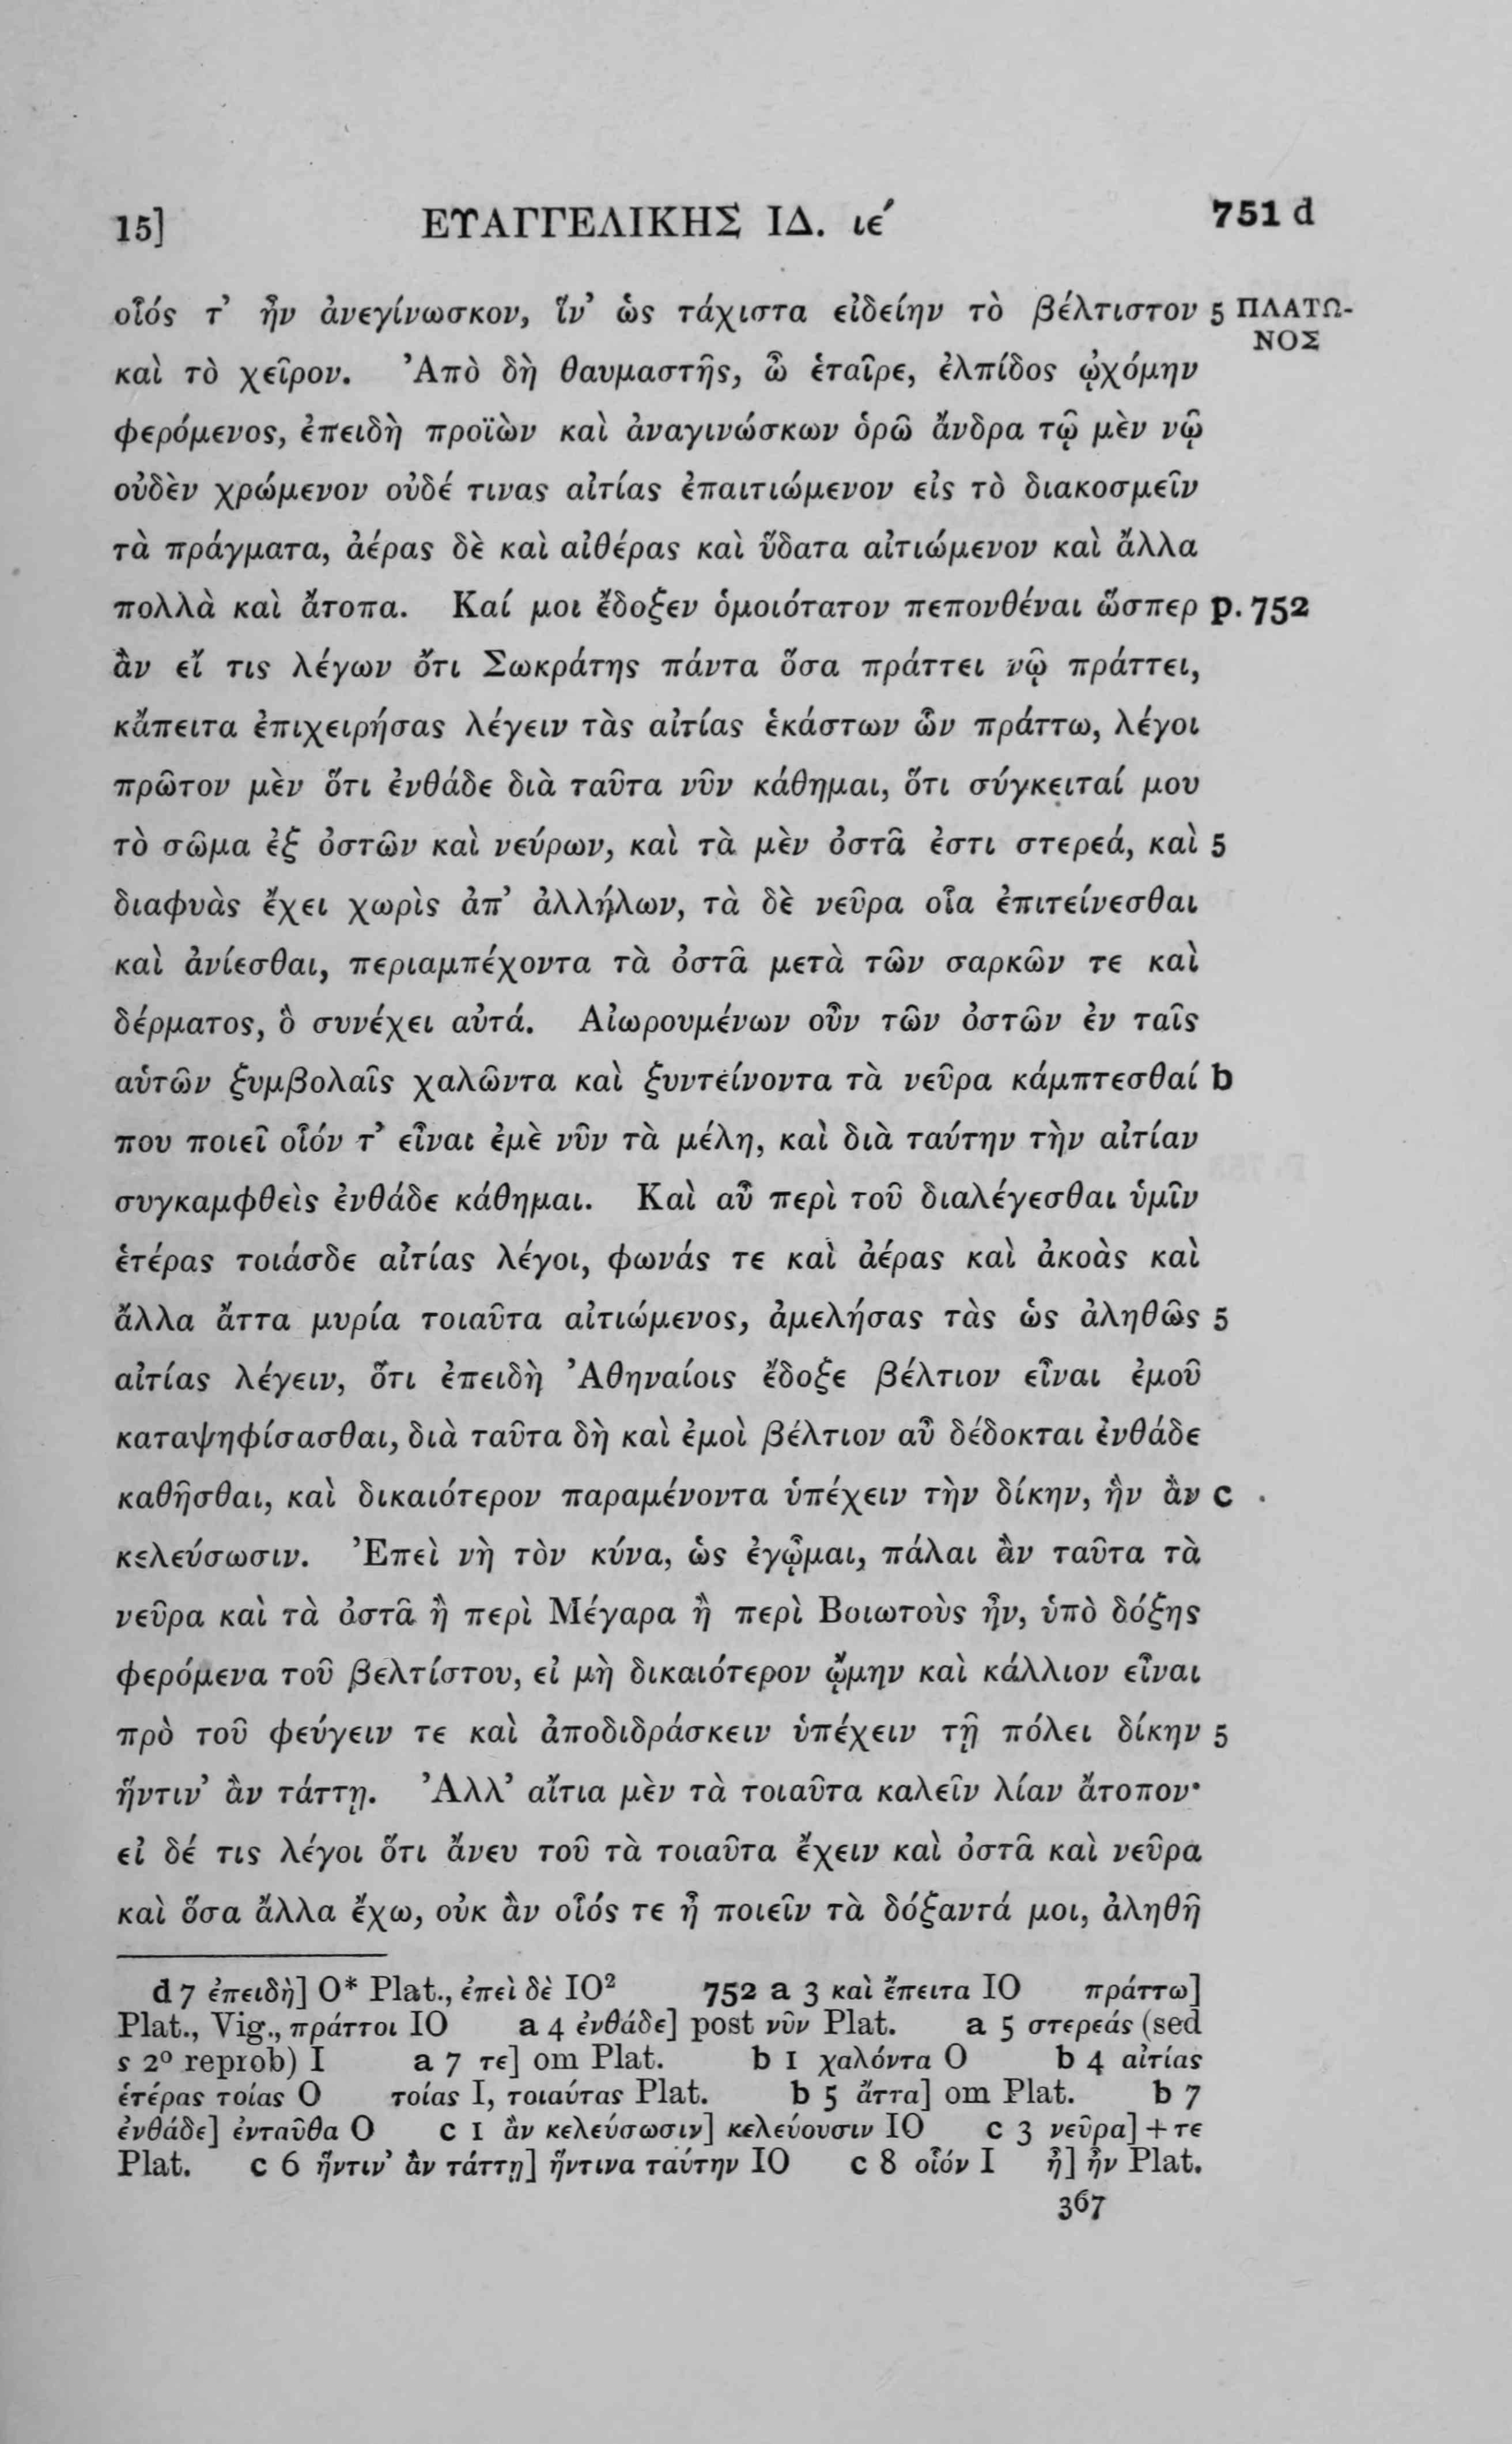 15] ΕΥΑΓΓΕΛΙΚΗΣ ΙΔ. ιέ 751 d
οἷός τ’ ἦν ἀνεγίνωσκον, ἵν’ ὡς τάχιστα εἰδείην τὸ βέλτιστον 5 ΠΛΑΤΩ-
ΝΟΣ
καὶ τὸ χεῖρον. Ἀπὸ δὴ θαυμαστῆς, ὦ ἑταῖρε, ἐλπίδος ᾠχόμην
φερόμενος, ἐπειδὴ προϊὼν καὶ ἀναγινώσκων ὁρῶ ἄνδρα τῷ μὲν νῷ
οὐδὲν χρώμενον οὐδέ τινας αἰτίας ἐπαιτιώμενον εἰς τὸ διακοσμεῖν
τὰ πράγματα, ἀέρας δὲ καὶ αἰθέρας καὶ ὕδατα αἰτιώμενον καὶ ἄλλα
πολλὰ καὶ ἄτοπα. Καί μοι ἔδοξεν ὁμοιότατον πεπονθέναι ὥσπερ p. 752
ἂν εἴ τις λέγων ὅτι Σωκράτης πάντα ὅσα πράττει νῷ πράττει,
κἄπειτα ἐπιχειρήσας λέγειν τὰς αἰτίας ἑκάστων ὧν πράττω, λέγοι
πρῶτον μὲν ὅτι ἐνθάδε διὰ ταῦτα νῦν κάθημαι, ὅτι σύγκειταί μου
τὸ σῶμα ἐξ ὀστῶν καὶ νεύρων, καὶ τὰ μὲν ὀστᾶ ἐστι στερεά, καὶ 5
διαφυὰς ἔχει χωρὶς ἀπ’ ἀλλήλων, τὰ δὲ νεῦρα οἷα ἐπιτείνεσθαι
καὶ ἀνίεσθαι, περιαμπέχοντα τὰ ὀστᾶ μετὰ τῶν σαρκῶν τε καὶ
δέρματος, ὃ συνέχει αὐτά. Αἰωρουμένων οὖν τῶν ὀστῶν ἐν ταῖς
αὑτῶν ξυμβολαῖς χαλῶντα καὶ ξυντείνοντα τὰ νεῦρα κάμπτεσθαί b
που ποιεῖ οἷόν τ’ εἶναι ἐμὲ νῦν τὰ μέλη, καὶ διὰ ταύτην τὴν αἰτίαν
συγκαμφθεὶς ἐνθάδε κάθημαι. Καὶ αὖ περὶ τοῦ διαλέγεσθαι ὑμῖν
ἑτέρας τοιάσδε αἰτίας λέγοι, φωνάς τε καὶ ἀέρας καὶ ἀκοὰς καὶ
ἄλλα ἄττα μυρία τοιαῦτα αἰτιώμενος, ἀμελήσας τὰς ὡς ἀληθῶς 5
αἰτίας λέγειν, ὅτι ἐπειδὴ Ἀθηναίοις ἔδοξε βέλτιον εἶναι ἐμοῦ
καταψηφίσασθαι, διὰ ταῦτα δὴ καὶ ἐμοὶ βέλτιον αὖ δέδοκται ἐνθάδε
καθῆσθαι, καὶ δικαιότερον παραμένοντα ὑπέχειν τὴν δίκην, ἣν ἂν c
κελεύσωσιν. Ἐπεὶ νὴ τὸν κύνα, ὡς ἐγᾦμαι, πάλαι ἂν ταῦτα τὰ
νεῦρα καὶ τὰ ὀστᾶ ἢ περὶ Μέγαρα ἢ περὶ Βοιωτοὺς ἦν, ὑπὸ δόξης
φερόμενα τοῦ βελτίστου, εἰ μὴ δικαιότερον ᾤμην καὶ κάλλιον εἶναι
πρὸ τοῦ φεύγειν τε καὶ ἀποδιδράσκειν ὑπέχειν τῇ πόλει δίκην 5
ἥντιν’ ἂν τάττῃ. Ἀλλ’ αἴτια μὲν τὰ τοιαῦτα καλεῖν λίαν ἄτοπον·
εἰ δέ τις λέγοι ὅτι ἄνευ τοῦ τὰ τοιαῦτα ἔχειν καὶ ὀστᾶ καὶ νεῦρα
καὶ ὅσα ἄλλα ἔχω, οὐκ ἂν οἷός τε ἦ ποιεῖν τὰ δόξαντά μοι, ἀληθῆ
d 7 ἐπειδὴ] O* Plat., ἐπεὶ δὲ IO² 752 a 3 καὶ ἔπειτα IO πράττω]
Plat., Vig., πράττοι IO a 4 ἐνθάδε] post νῦν Plat. a 5 στερεάς (sed
s 2º reprob) I a 7 τε] om Plat. b 1 χαλόντα O b 4 αἰτίας
ἑτέρας τοίας O τοίας I, τοιαύτας Plat. b 5 ἄττα] om Plat. b 7
ἐνθάδε] ἐνταῦθα O c 1 ἂν κελεύσωσιν] κελεύουσιν IO c 3 νεῦρα] + τε
Plat. c 6 ἥντιν’ ἂν τάττῃ] ἥντινα ταύτην IO c 8 οἷόν I ἦ] ἦν Plat.
367